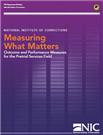 NATIONAL INSTITUTE OF CORRECTIONS
Measuring
What Matters
Outcome and Performance Measures
for the Pretrial Services Field
NIC